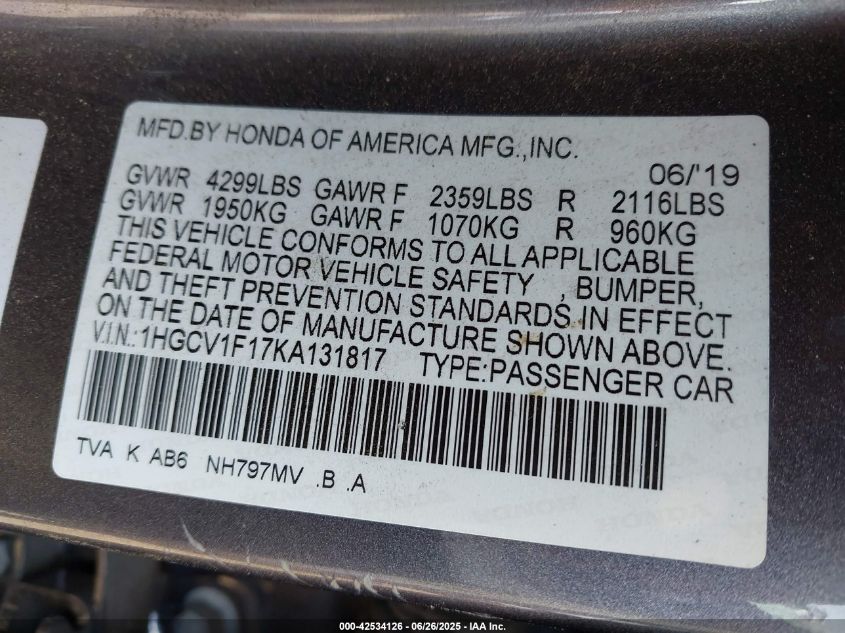 MFD.BY HONDA OF AMERICA MFG.,INC.
06/'19
GVWR 4299LBS GAWR F 2359LBS R 2116LBS
GVWR 1950KG GAWR F 1070KG R 960KG
THIS VEHICLE CONFORMS TO ALL APPLICABLE
FEDERAL MOTOR VEHICLE SAFETY , BUMPER,
AND THEFT PREVENTION STANDARDS IN EFFECT
ON THE DATE OF MANUFACTURE SHOWN ABOVE.
V.I.N.:1HGCV1F17KA131817 TYPE:PASSENGER CAR
TVA K AB6 NH797MV .B .A
HONDA HONDA
000-42534126 - 06/26/2025 - IAA Inc.